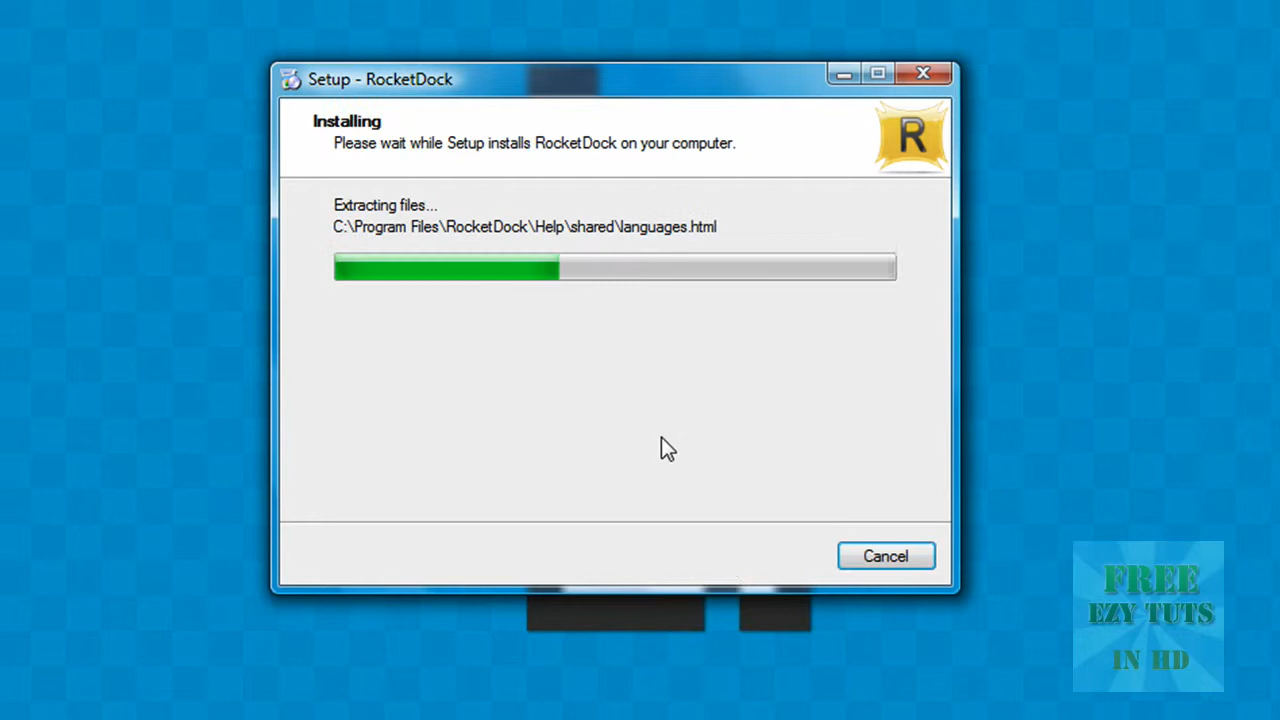 Setup - RocketDock
Installing
Please wait while Setup installs RocketDock on your computer.
R
Extracting files...
C:\Program Files\RocketDock\Help\shared\languages.html
Cancel
FREE
EZY TUTS
IN HD